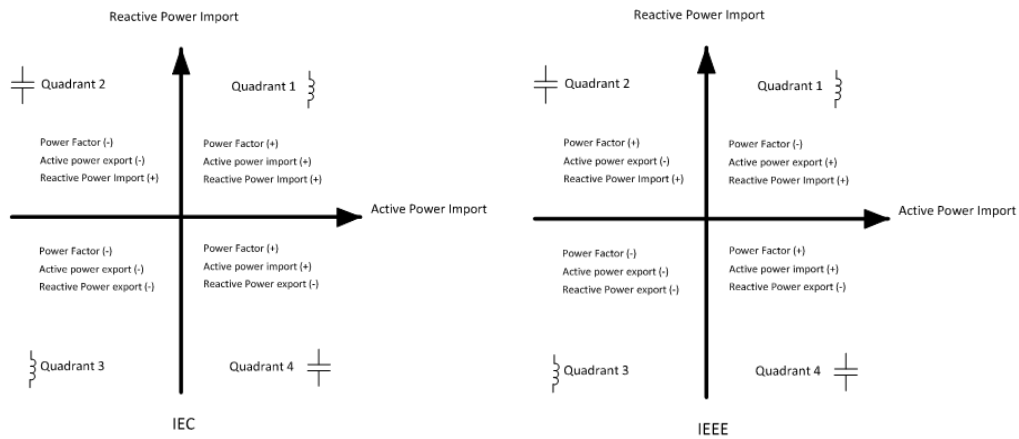 Reactive Power Import
Quadrant 2
Quadrant 1
Power Factor (-)
Active power export (-)
Reactive Power Import (+)
Power Factor (+)
Active power import (+)
Reactive Power Import (+)
Active Power Import
Power Factor (-)
Active power export (-)
Reactive Power export (-)
Power Factor (+)
Active power import (+)
Reactive Power export (-)
Quadrant 3
Quadrant 4
IEC
Reactive Power Import
Quadrant 2
Quadrant 1
Power Factor (+)
Active power export (-)
Reactive Power Import (+)
Power Factor (-)
Active power export (+)
Reactive Power Import (+)
Active Power Import
Power Factor (-)
Active power export (-)
Reactive Power export (-)
Power Factor (+)
Active power import (+)
Reactive Power export (-)
Quadrant 3
Quadrant 4
IEEE